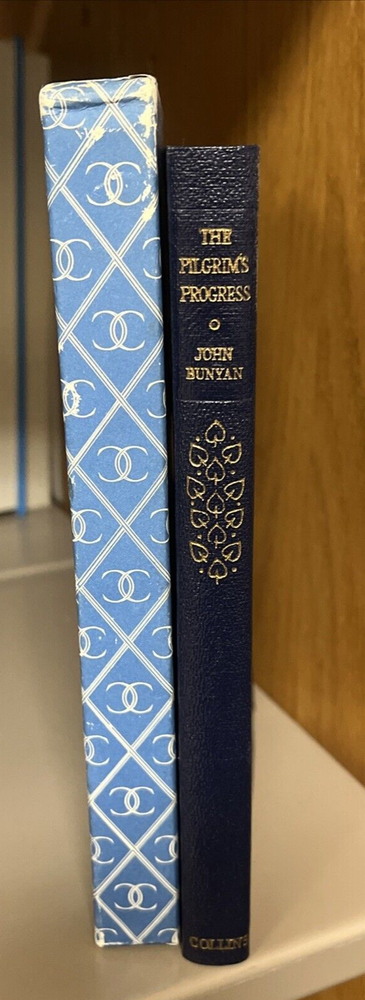 THE
PILGRIM'S
PROGRESS
JOHN
BUNYAN
COLLINS